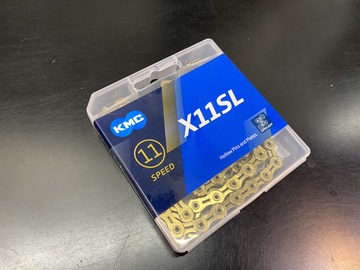 KMC
X11SL
11
SPEED
Hollow Pins and Plates